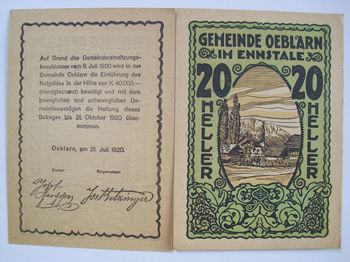 Auf Grund des Gemeinderatssitzungs-
beschlusses vom 8. Juli 1920 wird in der
Gemeinde Oeblarn die Einführung des
Notgeldes in der Höhe von K 40.000.—
(vierzigtausend) bewilligt und mit dem
beweglichen und unbeweglichen Ge-
meindevermögen die Haftung dieses
Betrages bis 31. Oktober 1920 über-
nommen.
Oeblarn, am 21. Juli 1920.
Kassier:
Bürgermeister:
GEMEINDE OEBLARN
IM ENNSTALE
20
20
HELLER
HELLER